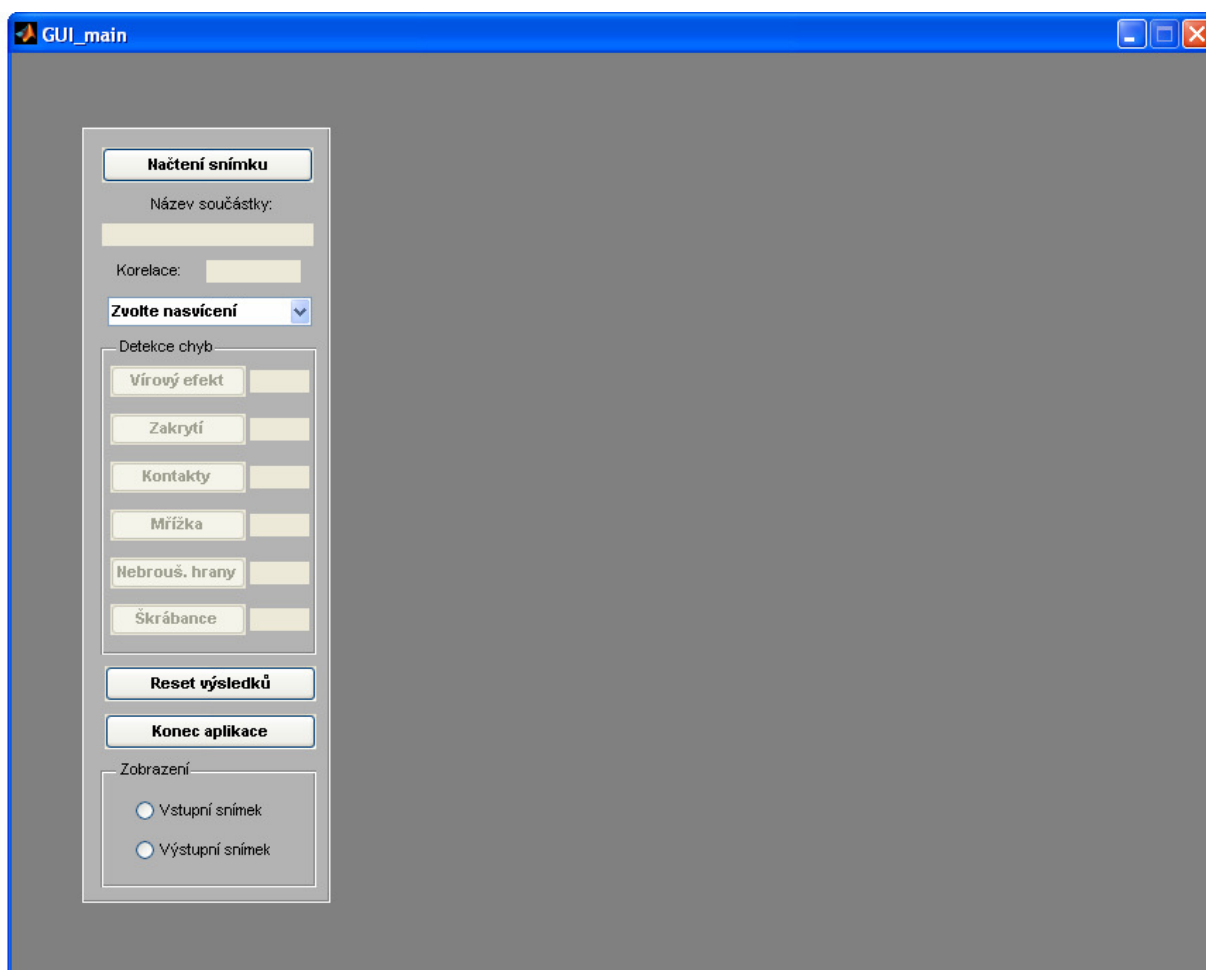 GUI_main
Načtení snímku
Název součástky:
Korelace:
Zvolte nasvícení
Detekce chyb
Vírový efekt
Zakrytí
Kontakty
Mřížka
Nebrouš. hrany
Škrábance
Reset výsledků
Konec aplikace
Zobrazení
Vstupní snímek
Výstupní snímek